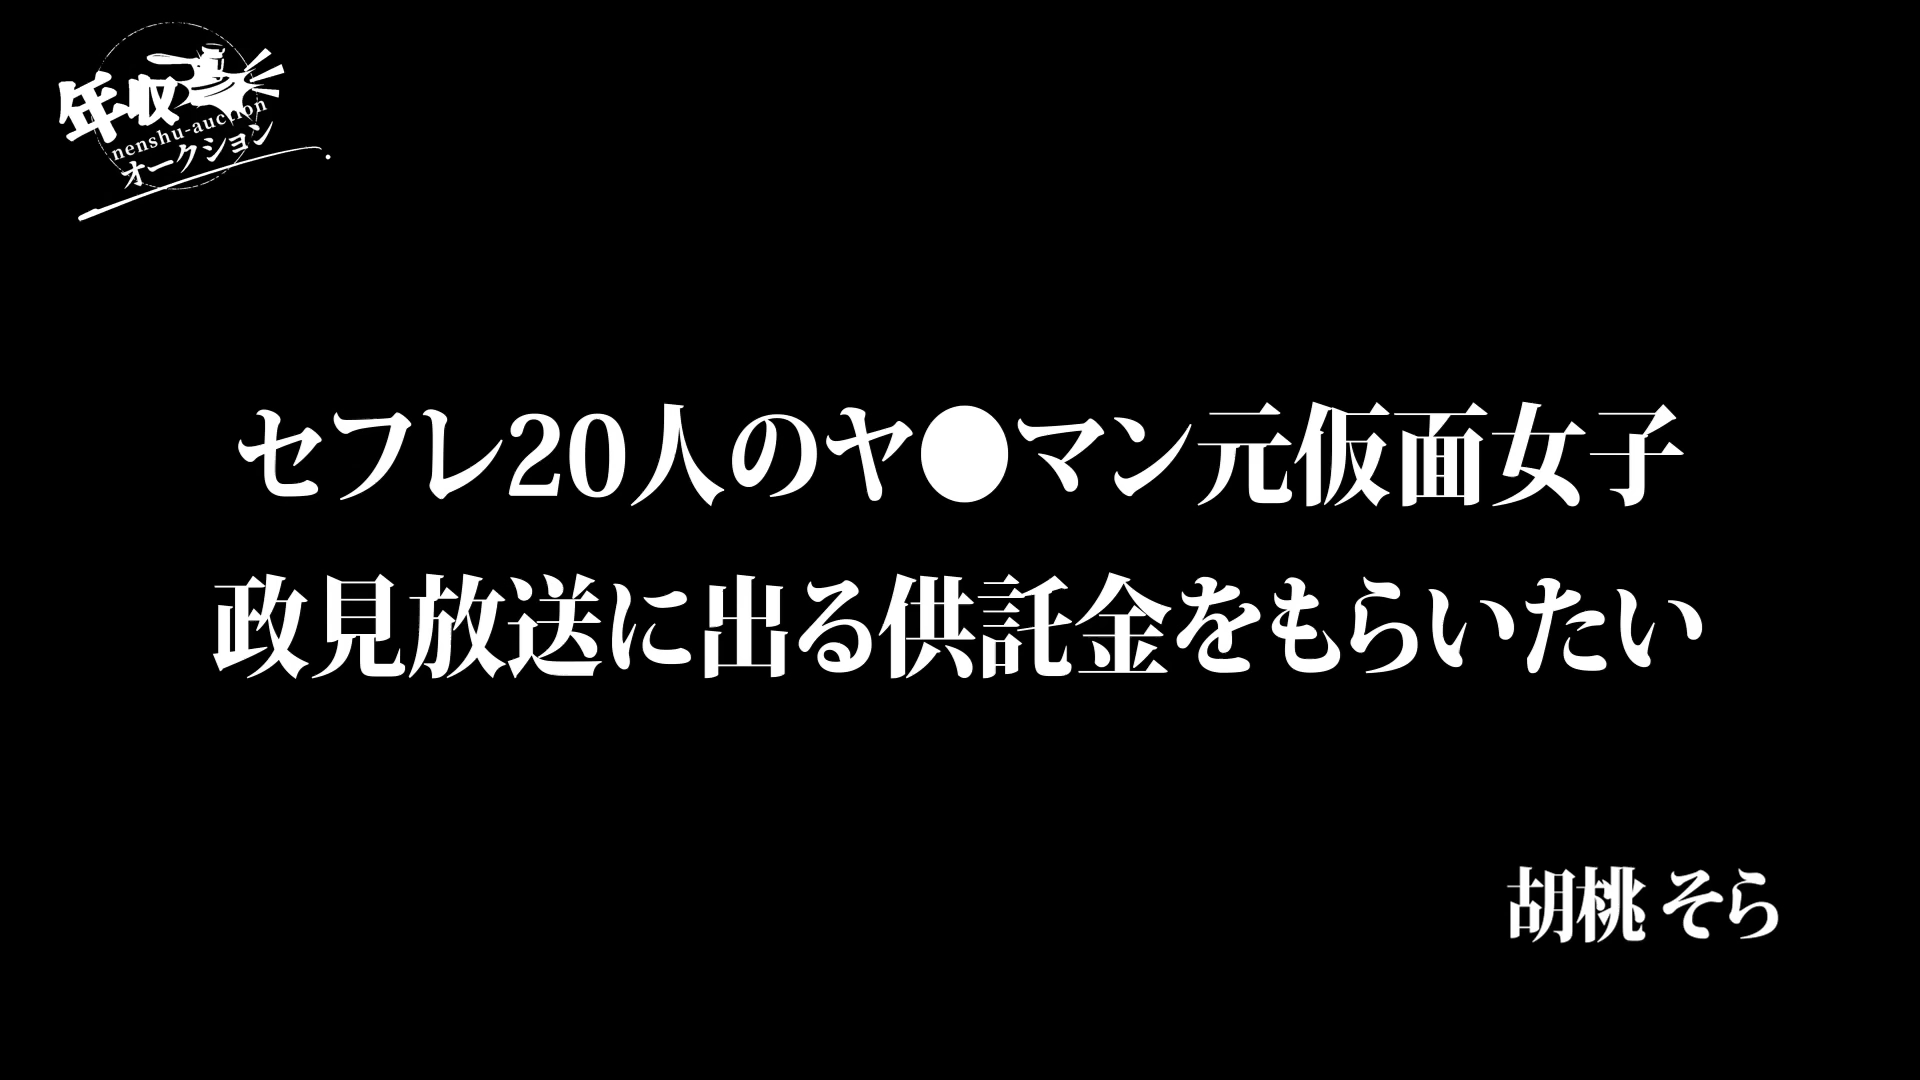 年収
nenshu-auction
オークション
セフレ20人のヤ●マン元仮面女子
政見放送に出る供託金をもらいたい
胡桃 そら